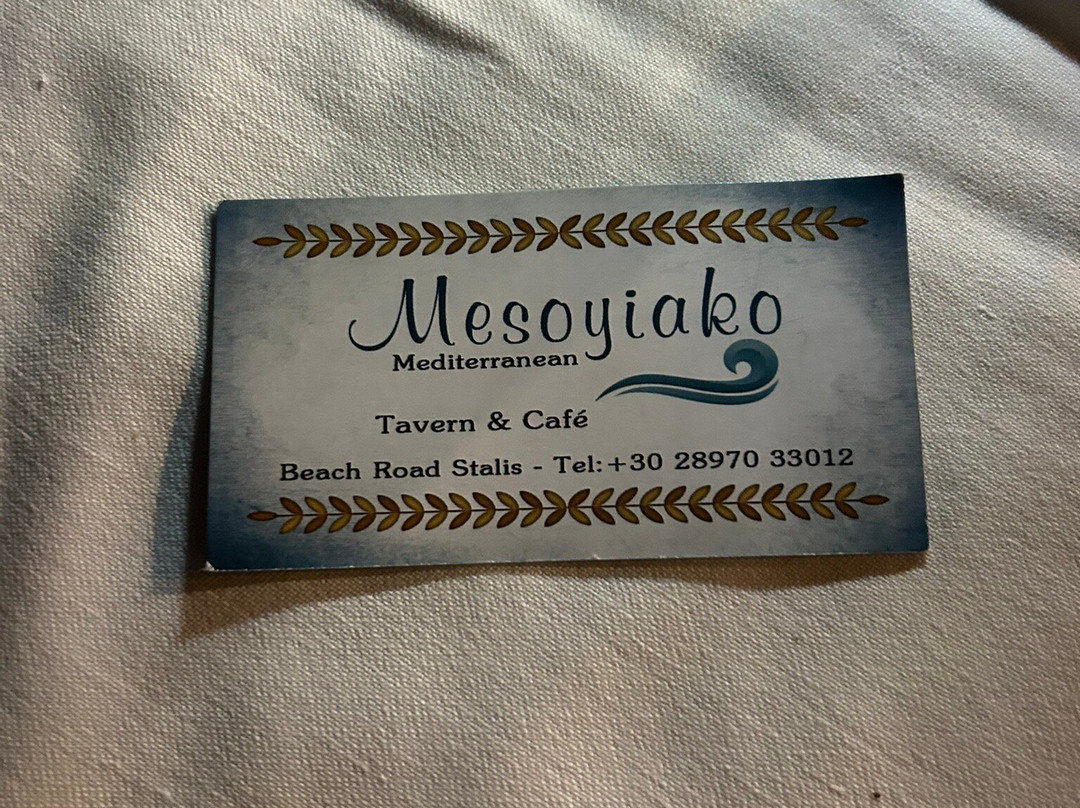 Mesoyiako
Mediterranean
Tavern & Café
Beach Road Stalis - Tel:+30 28970 33012